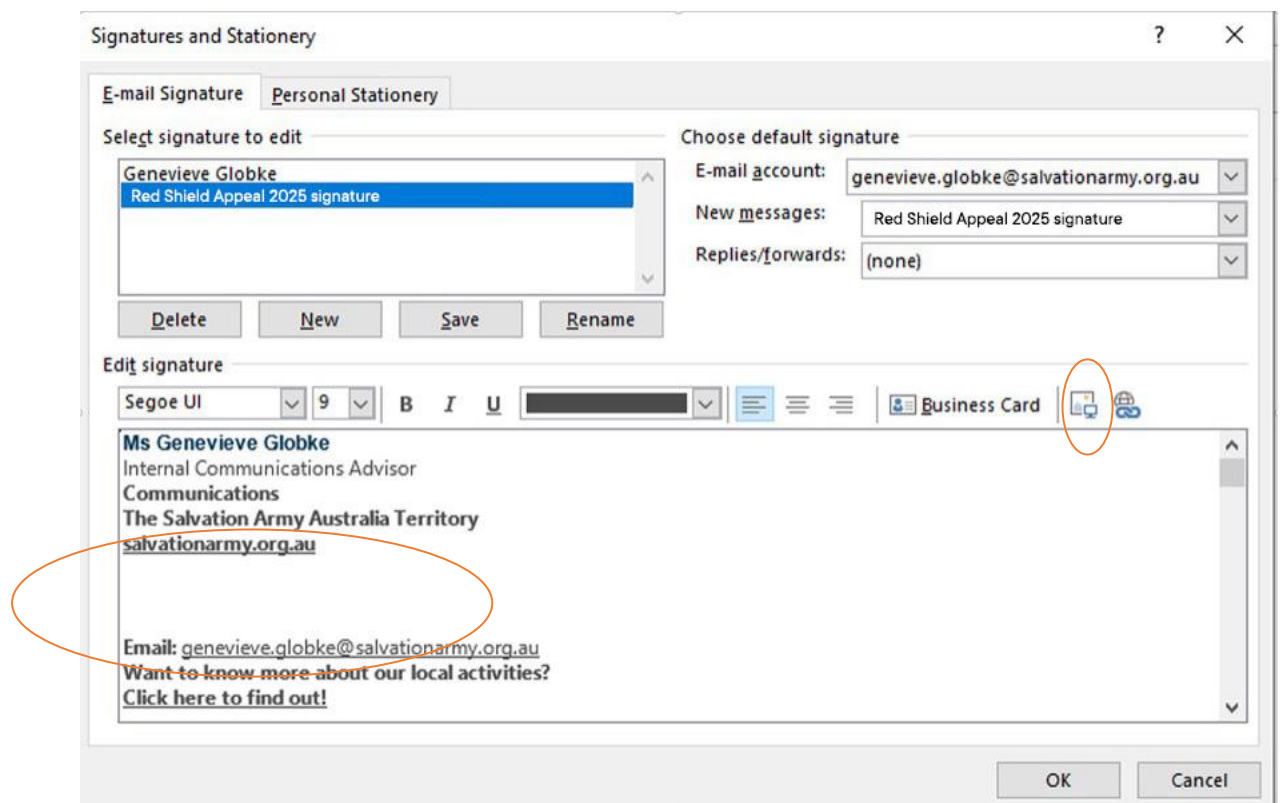 Signatures and Stationery ? X
E-mail Signature Personal Stationery
Select signature to edit
Genevieve Globke
Red Shield Appeal 2025 signature
Delete New Save Rename
Choose default signature
E-mail account: genevieve.globke@salvationarmy.org.au
New messages: Red Shield Appeal 2025 signature
Replies/forwards: (none)
Edit signature
Segoe UI 9 B I U Business Card
Ms Genevieve Globke
Internal Communications Advisor
Communications
The Salvation Army Australia Territory
salvationarmy.org.au
Email: genevieve.globke@salvationarmy.org.au
Want to know more about our local activities?
Click here to find out!
OK Cancel